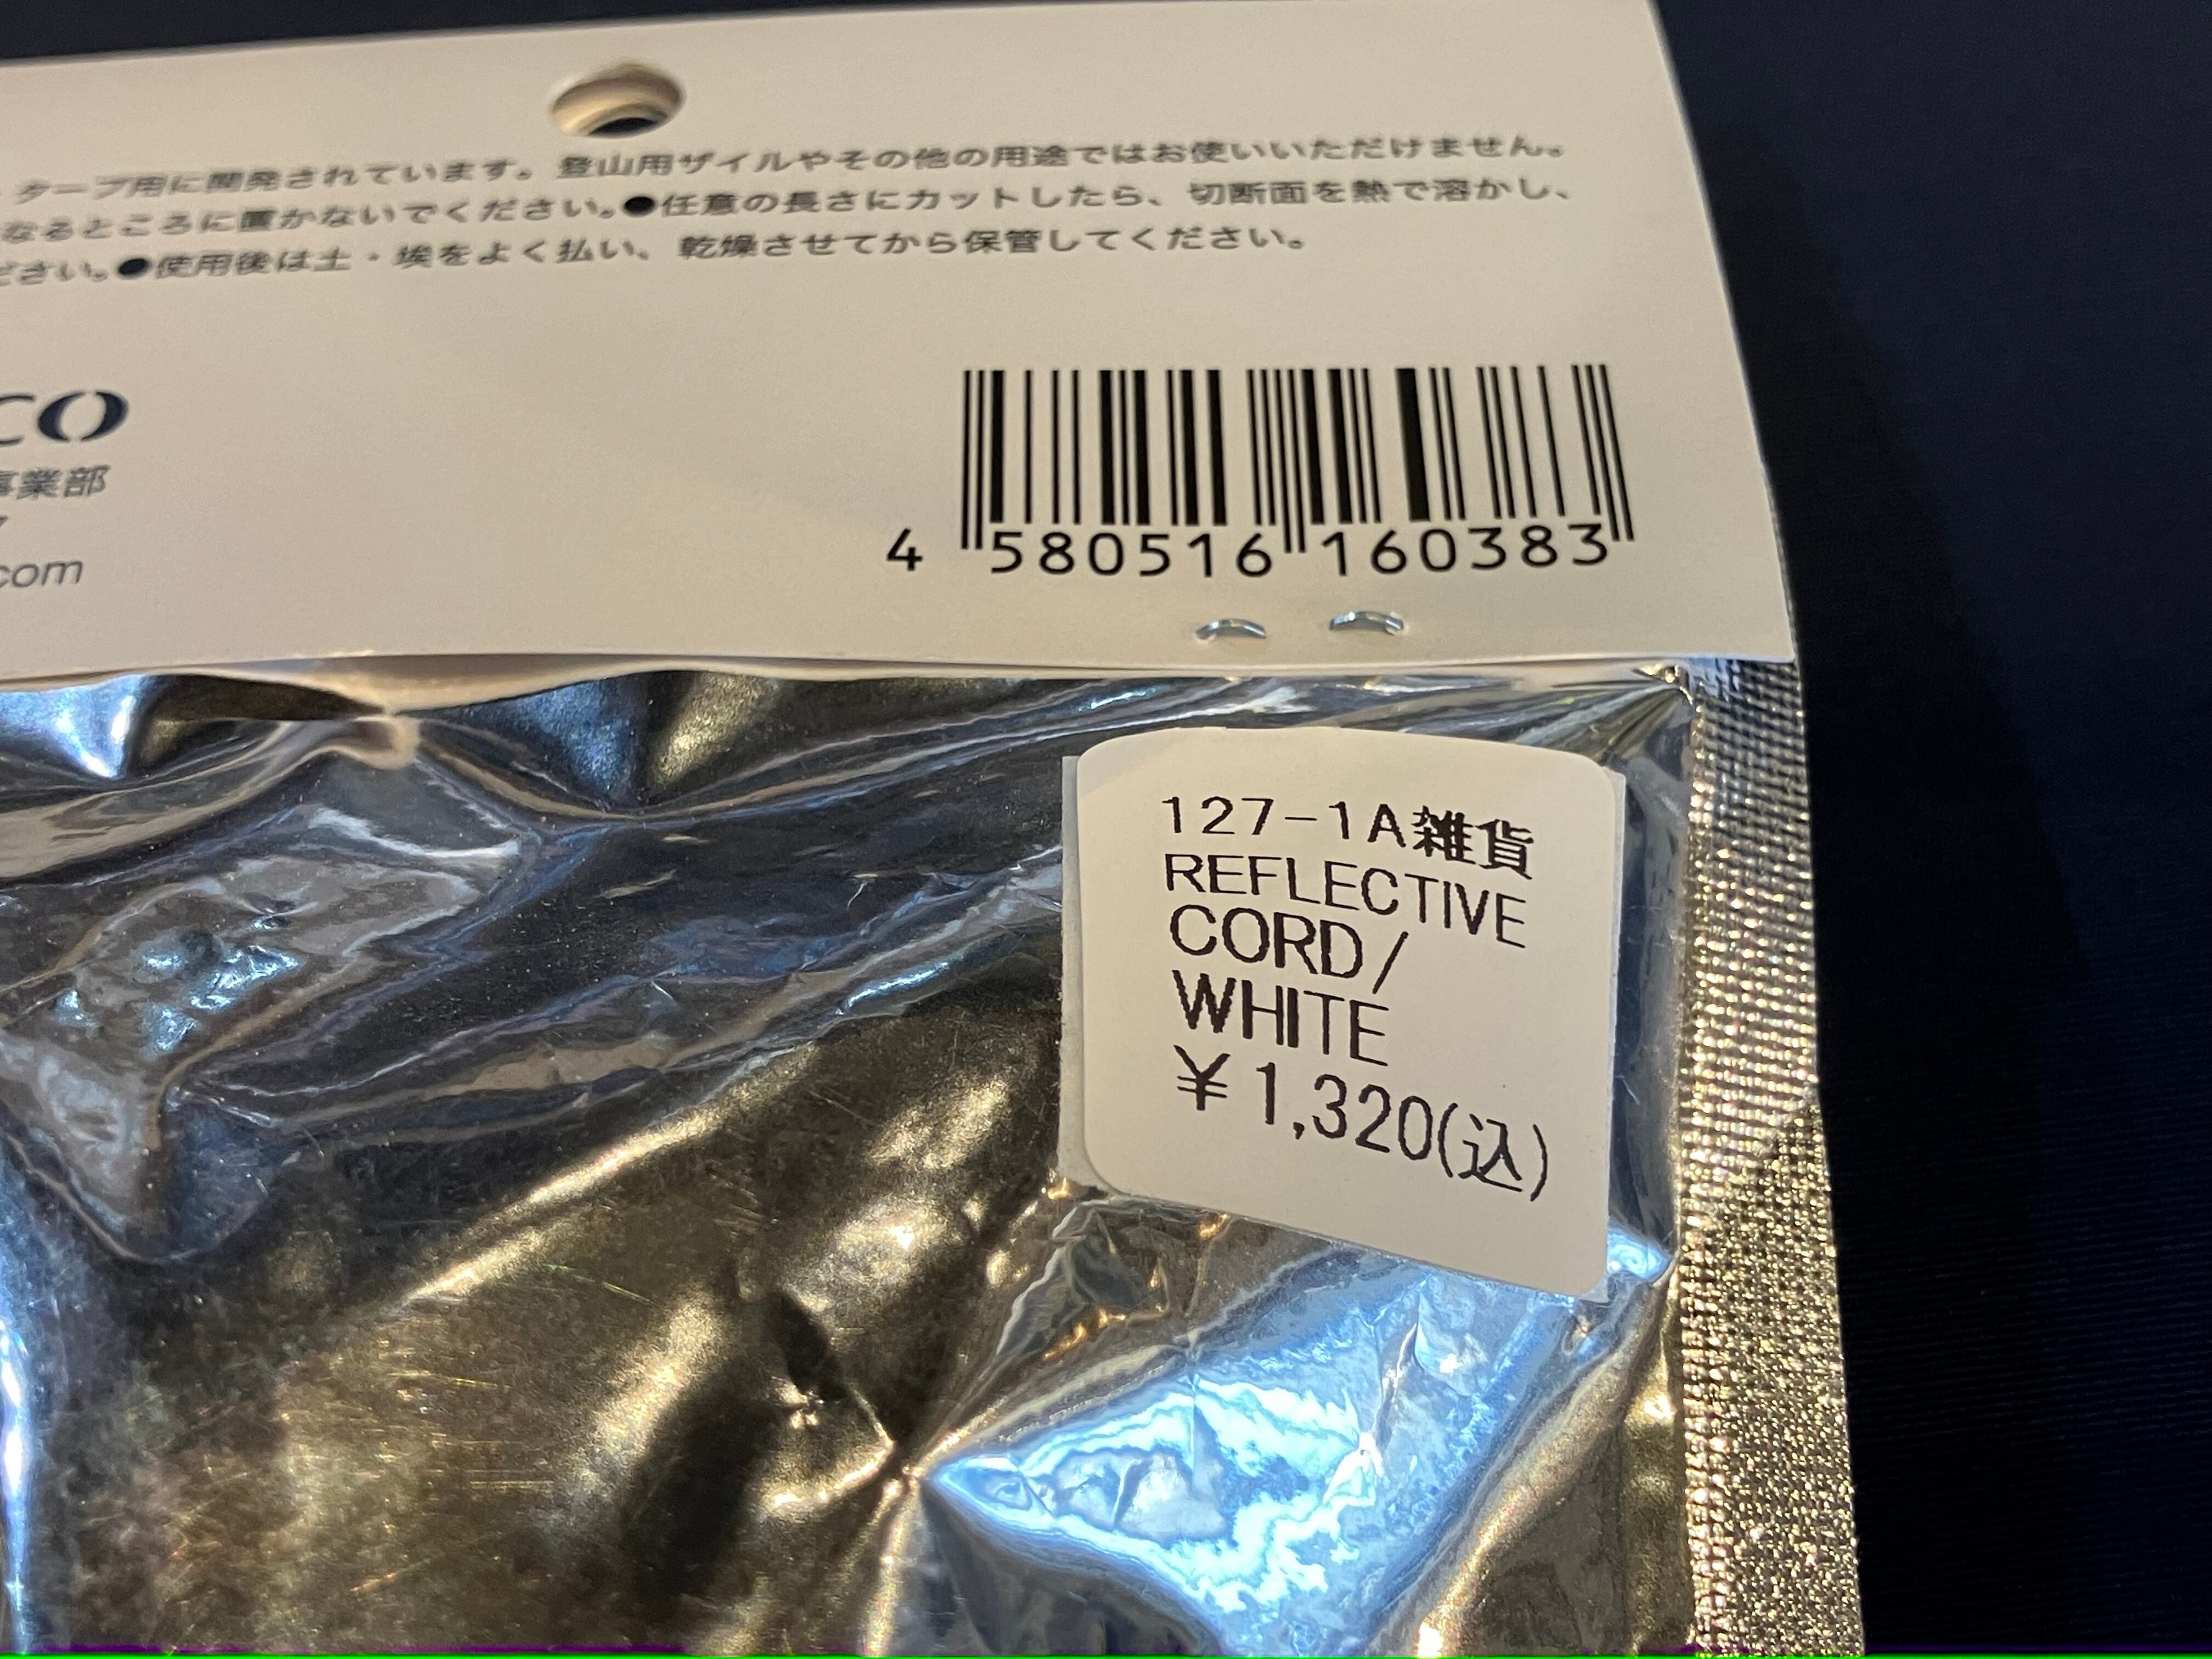 タープ用に開発されています。登山用ザイルやその他の用途ではお使いいただけません。
なるところに置かないでください。●任意の長さにカットしたら、切断面を熱で溶かし、
ださい。●使用後は土・埃をよく払い、乾燥させてから保管してください。
CO
事業部
.com
4 580516 160383
127-1A雑貨
REFLECTIVE
CORD/
WHITE
¥1,320(込)